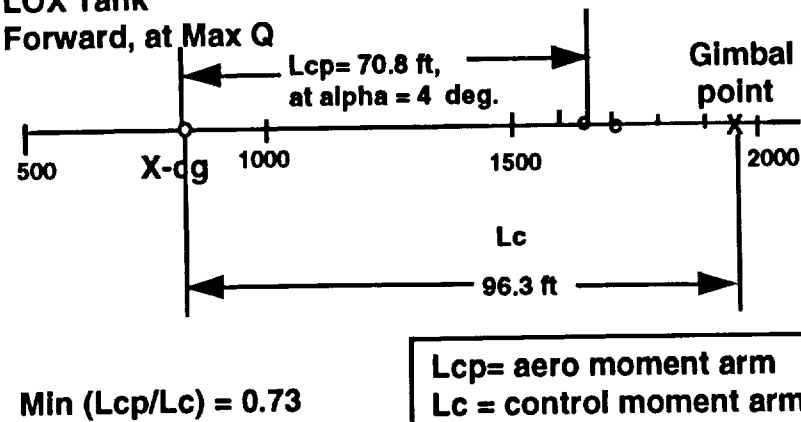 LOX Tank
Forward, at Max Q
Lcp= 70.8 ft,
at alpha = 4 deg.
Gimbal
point
500
X-cg
1000
1500
2000
Lc
96.3 ft
Min (Lcp/Lc) = 0.73
Lcp= aero moment arm
Lc = control moment arm